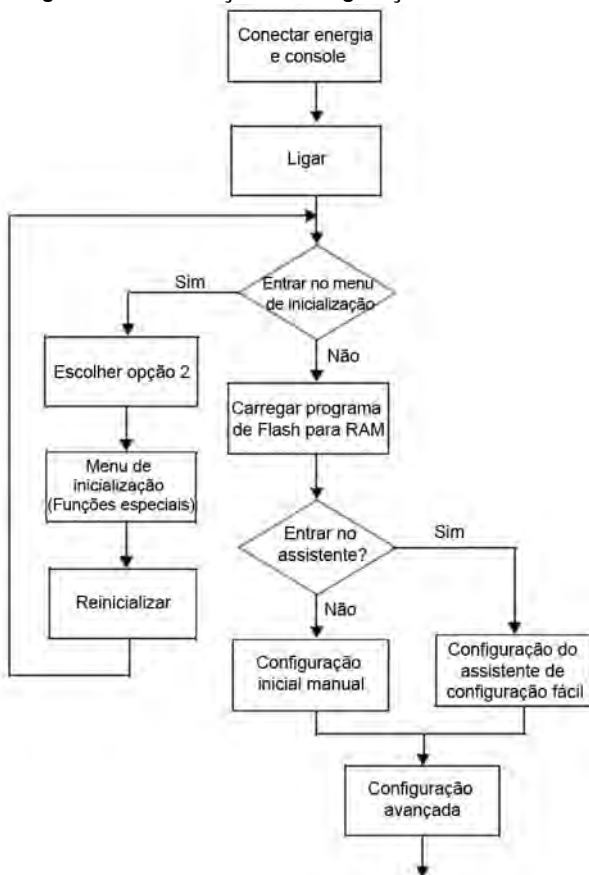 Conectar energia
e console
Ligar
Entrar no menu
de inicialização
Sim
Não
Escolher opção 2
Carregar programa
de Flash para RAM
Menu de
inicialização
(Funções especiais)
Entrar no
assistente?
Sim
Não
Reinicializar
Configuração
inicial manual
Configuração do
assistente de
configuração fácil
Configuração
avançada